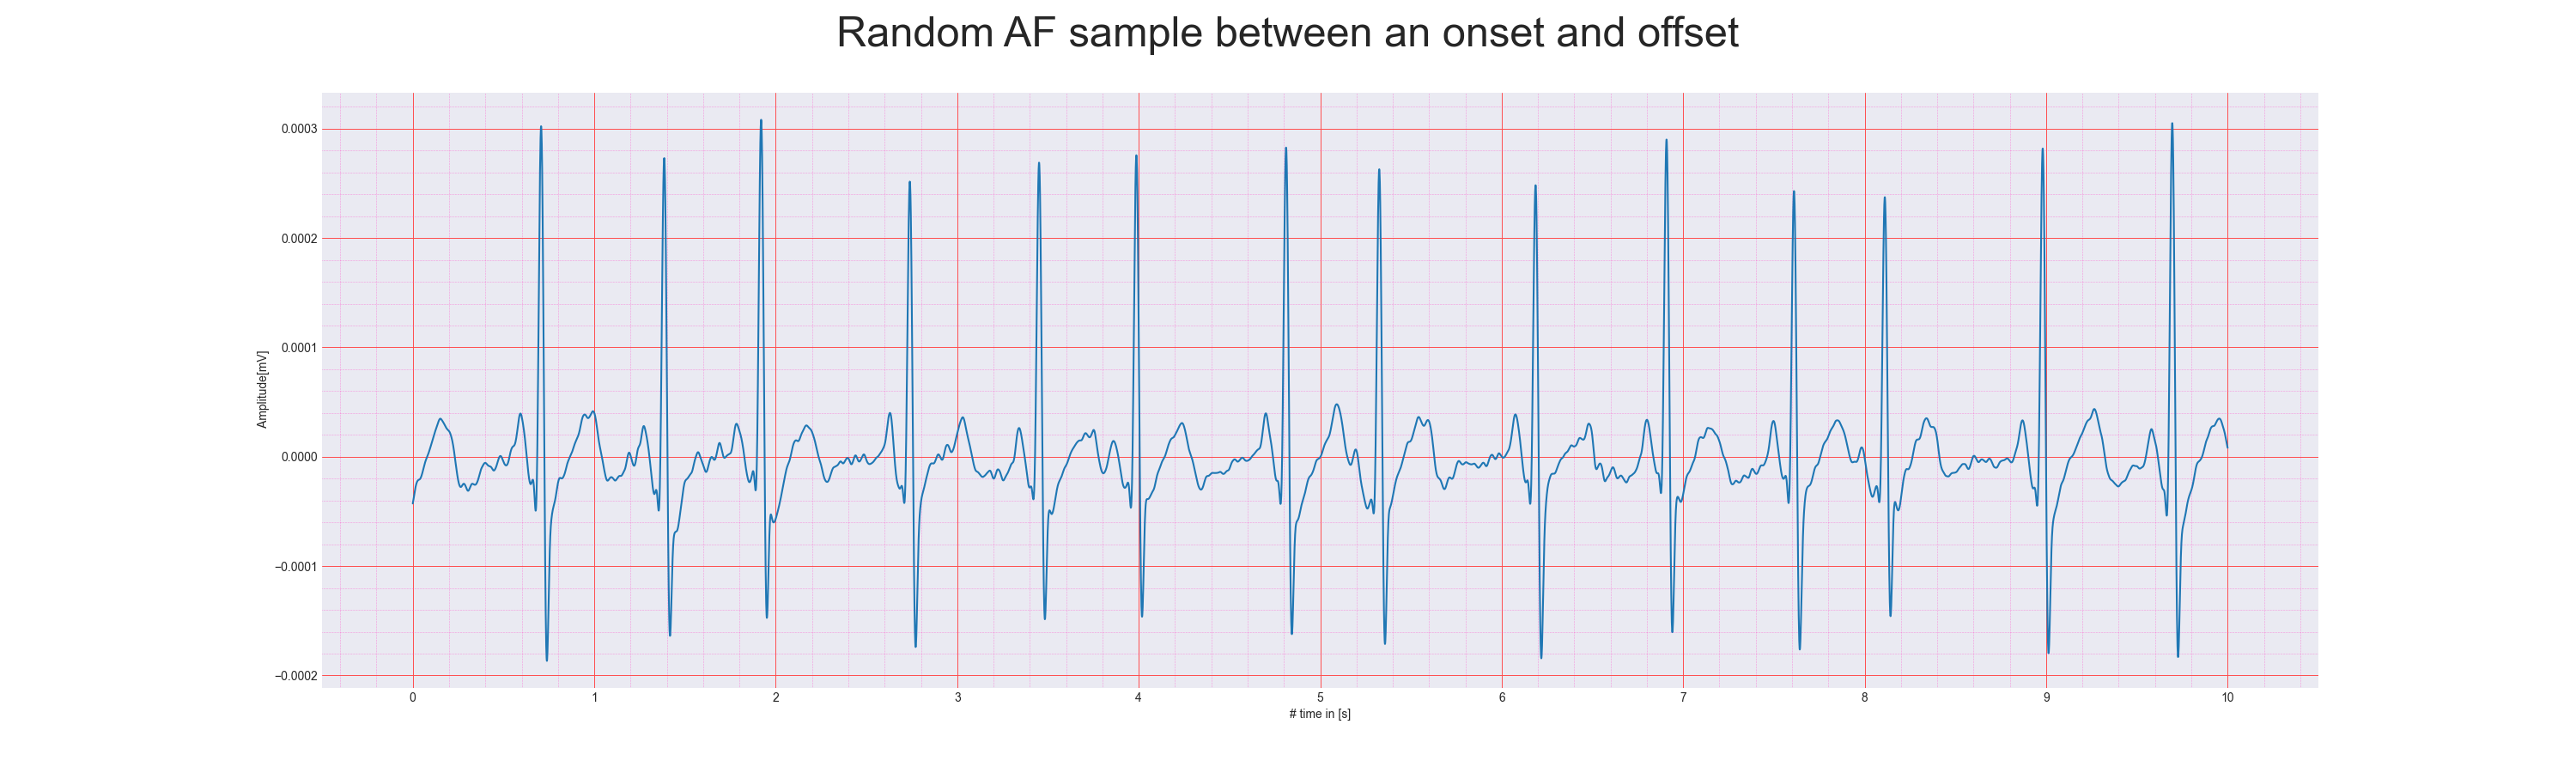 Random AF sample between an onset and offset
0.0003
0.0002
0.0001
0.0000
−0.0001
−0.0002
Amplitude[mV]
0 1 2 3 4 5 6 7 8 9 10
# time in [s]